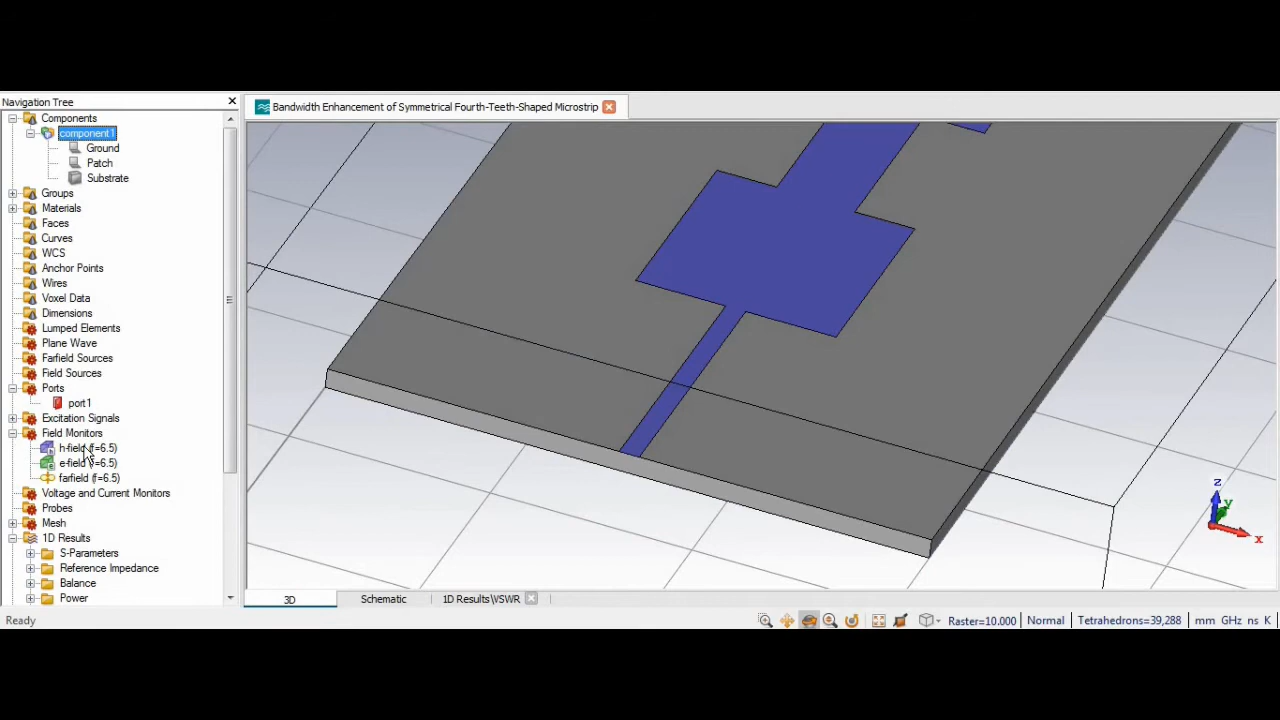 Navigation Tree
Components
component1
Ground
Patch
Substrate
Groups
Materials
Faces
Curves
WCS
Anchor Points
Wires
Voxel Data
Dimensions
Lumped Elements
Plane Wave
Farfield Sources
Field Sources
Ports
port1
Excitation Signals
Field Monitors
h-field (f=6.5)
e-field (f=6.5)
farfield (f=6.5)
Voltage and Current Monitors
Probes
Mesh
1D Results
S-Parameters
Reference Impedance
Balance
Power
Bandwidth Enhancement of Symmetrical Fourth-Teeth-Shaped Microstrip
z
y
x
3D Schematic 1D Results\VSWR
Ready Raster=10.000 Normal Tetrahedrons=39,288 mm GHz ns K